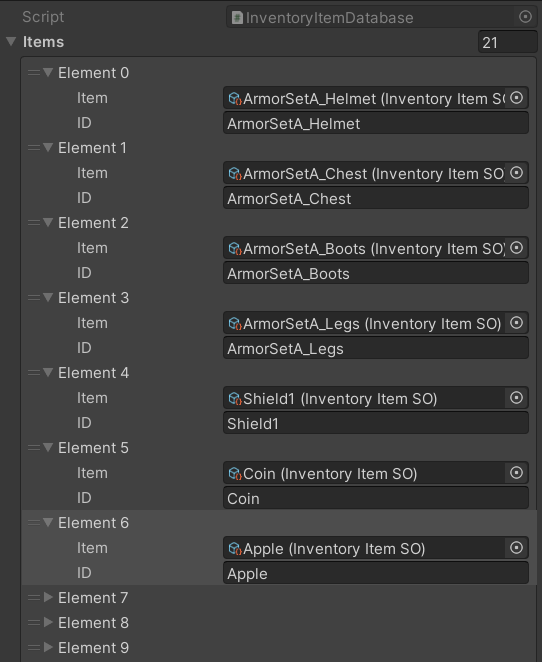 Script InventoryItemDatabase
Items 21
Element 0
Item ArmorSetA_Helmet (Inventory Item S(
ID ArmorSetA_Helmet
Element 1
Item ArmorSetA_Chest (Inventory Item SO
ID ArmorSetA_Chest
Element 2
Item ArmorSetA_Boots (Inventory Item SO)
ID ArmorSetA_Boots
Element 3
Item ArmorSetA_Legs (Inventory Item SO)
ID ArmorSetA_Legs
Element 4
Item Shield1 (Inventory Item SO)
ID Shield1
Element 5
Item Coin (Inventory Item SO)
ID Coin
Element 6
Item Apple (Inventory Item SO)
ID Apple
Element 7
Element 8
Element 9